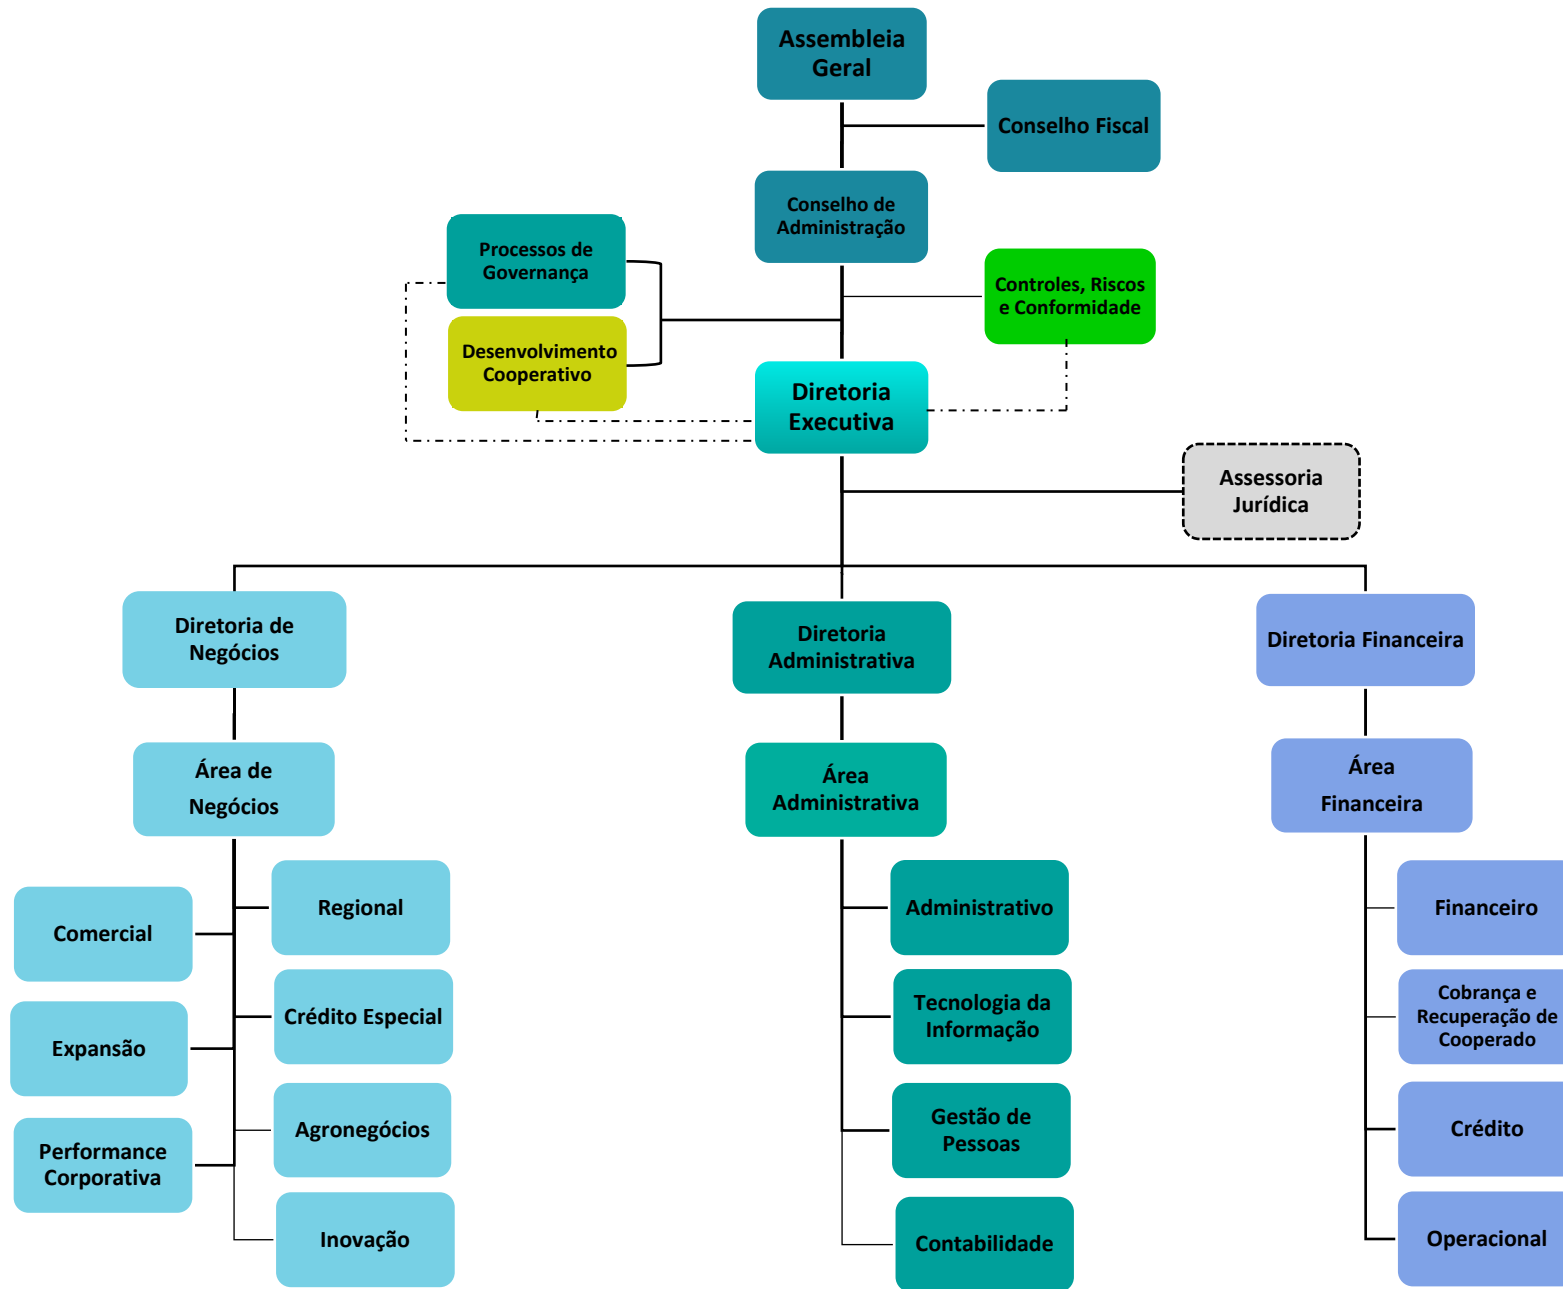 Assembleia
Geral
Conselho Fiscal
Conselho de
Administração
Processos de
Governança
Controles, Riscos
e Conformidade
Desenvolvimento
Cooperativo
Diretoria
Executiva
Assessoria
Jurídica
Diretoria de
Negócios
Diretoria
Administrativa
Diretoria Financeira
Área de
Negócios
Área
Administrativa
Área
Financeira
Comercial
Expansão
Performance
Corporativa
Regional
Crédito Especial
Agronegócios
Inovação
Administrativo
Tecnologia da
Informação
Gestão de
Pessoas
Contabilidade
Financeiro
Cobrança e
Recuperação de
Cooperado
Crédito
Operacional